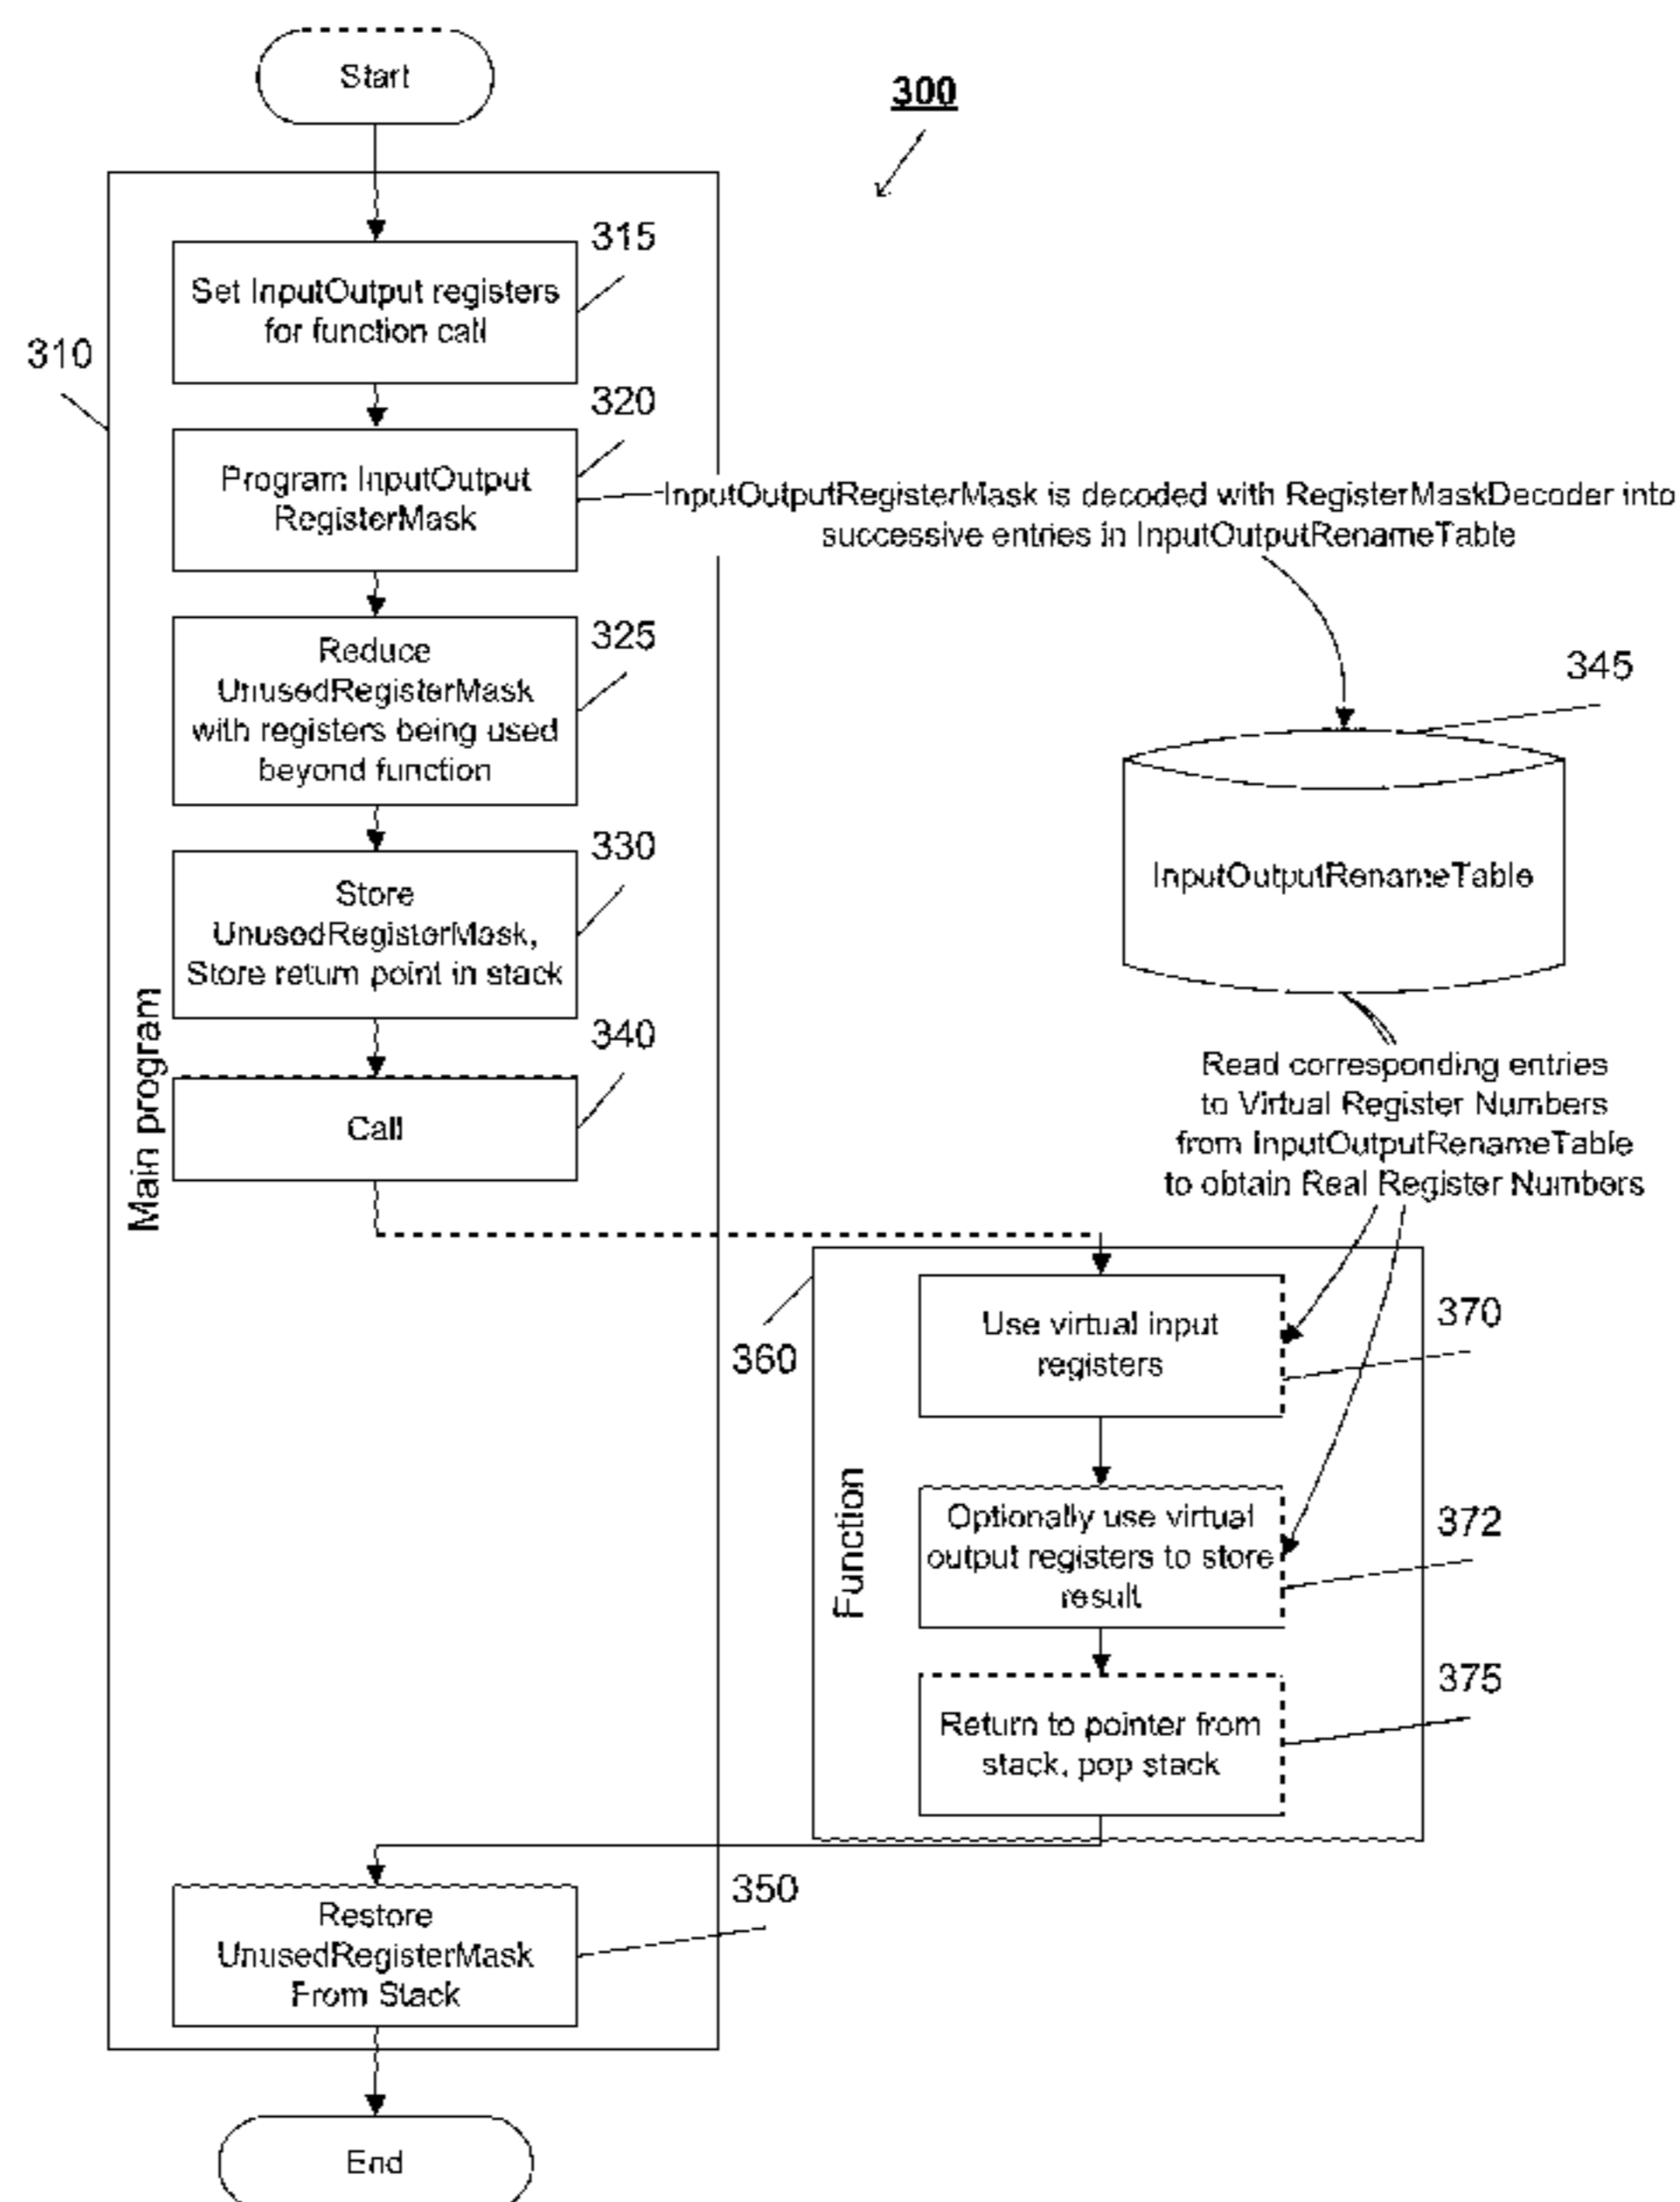 Start
300
315
Set InputOutput registers
for function call
310
320
Program InputOutput
RegisterMask
InputOutputRegisterMask is decoded with RegisterMaskDecoder into
successive entries in InputOutputRenameTable
325
Reduce
UnusedRegisterMask
with registers being used
beyond function
345
330
InputOutputRenameTable
Store
UnusedRegisterMask,
Store return point in stack
340
Main program
Call
Read corresponding entries
to Virtual Register Numbers
from InputOutputRenameTable
to obtain Real Register Numbers
360
Use virtual input
registers
370
Function
Optionally use virtual
output registers to store
result
372
375
Return to pointer from
stack, pop stack
350
Restore
UnusedRegisterMask
From Stack
End